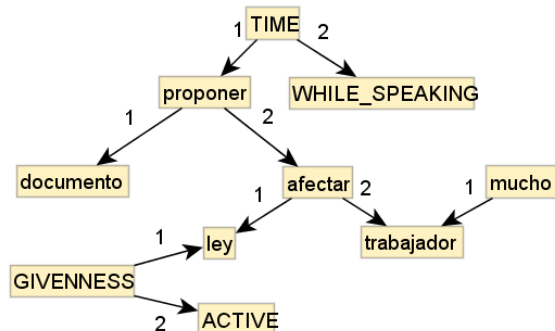 TIME
1
2
proponer
WHILE_SPEAKING
1
2
documento
afectar
mucho
1
2
1
ley
trabajador
1
GIVENNESS
2
ACTIVE